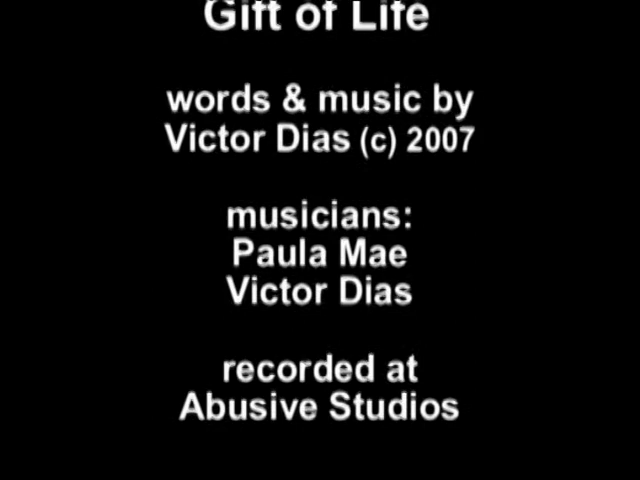 Gift of Life
words & music by
Victor Dias (c) 2007
musicians:
Paula Mae
Victor Dias
recorded at
Abusive Studios